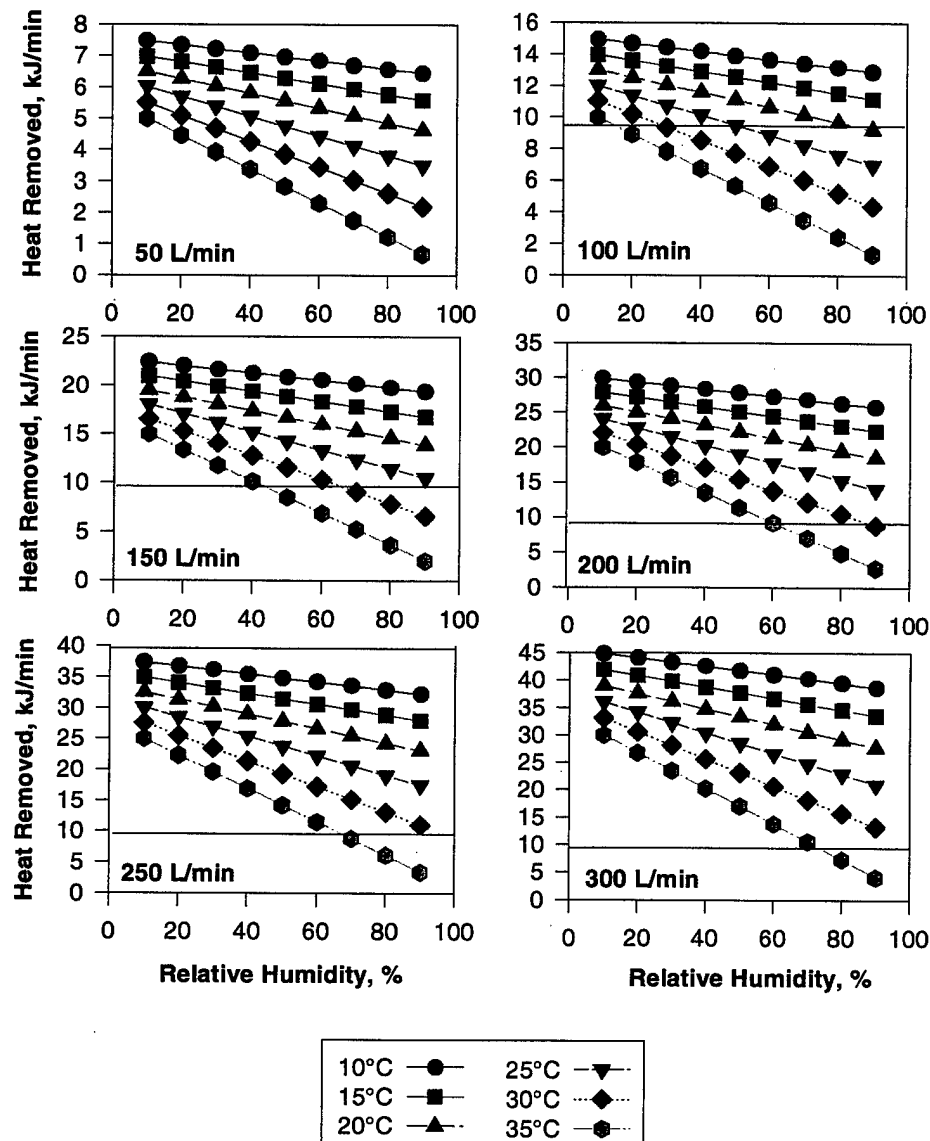 Heat Removed, kJ/min
8
7
6
5
4
3
2
1
0
50 L/min
0 20 40 60 80 100
16
14
12
10
8
6
4
2
0
100 L/min
0 20 40 60 80 100
Heat Removed, kJ/min
25
20
15
10
5
0
150 L/min
0 20 40 60 80 100
35
30
25
20
15
10
5
0
200 L/min
0 20 40 60 80 100
Heat Removed, kJ/min
40
35
30
25
20
15
10
5
0
250 L/min
0 20 40 60 80 100
Relative Humidity, %
45
40
35
30
25
20
15
10
5
0
300 L/min
0 20 40 60 80 100
Relative Humidity, %
10°C 25°C
15°C 30°C
20°C 35°C